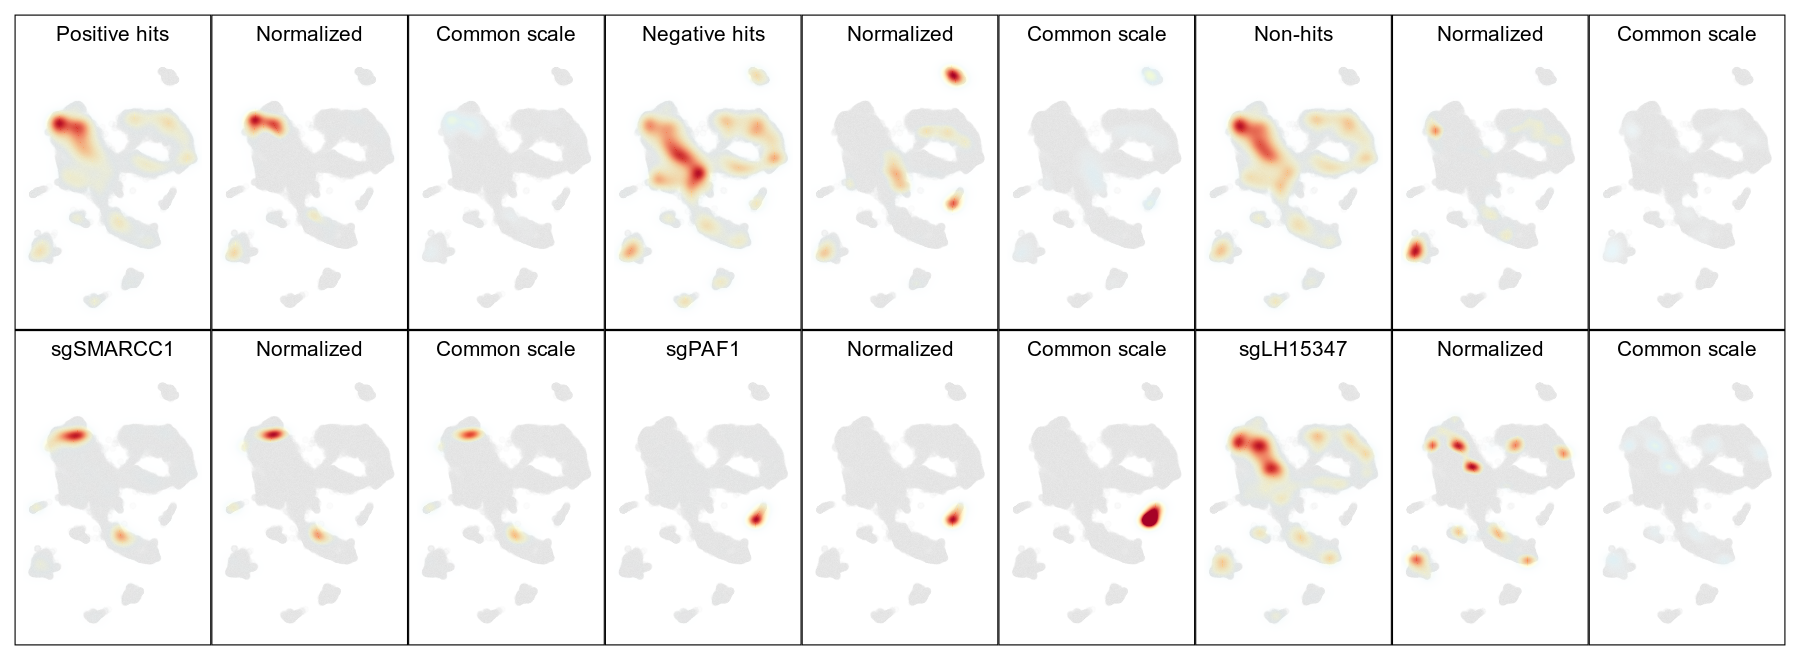 Positive hits Normalized Common scale Negative hits Normalized Common scale Non-hits Normalized Common scale
sgSMARCC1 Normalized Common scale sgPAF1 Normalized Common scale sgLH15347 Normalized Common scale